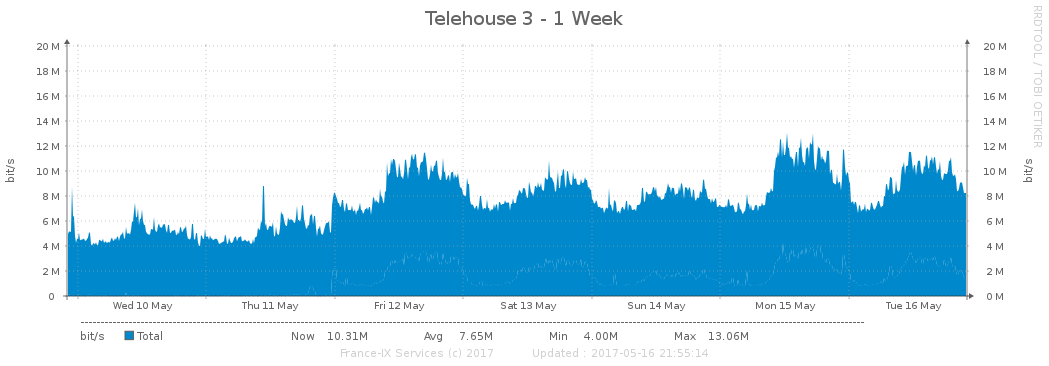 Telehouse 3 - 1 Week
RRDTOOL / TOBI OETIKER
bit/s
20 M 20 M
18 M 18 M
16 M 16 M
14 M 14 M
12 M 12 M
10 M 10 M
8 M 8 M
6 M 6 M
4 M 4 M
2 M 2 M
0 0 M
bit/s
Wed 10 May Thu 11 May Fri 12 May Sat 13 May Sun 14 May Mon 15 May Tue 16 May
bit/s Total Now 10.31M Avg 7.65M Min 4.00M Max 13.06M
France-IX Services (c) 2017 Updated : 2017-05-16 21:55:14